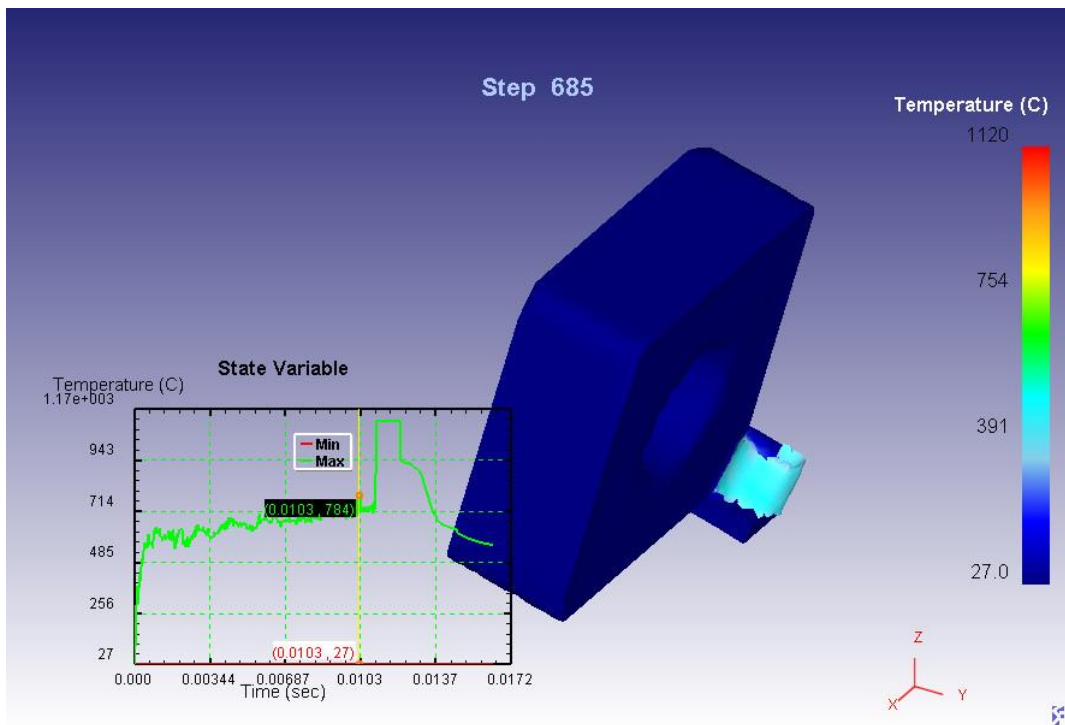 Step 685
Temperature (C)
1120
754
391
27.0
State Variable
Temperature (C)
1.17e+003
943
714
485
256
27
Min
Max
(0.0103 , 784)
(0.0103 , 27)
0.000 0.00344 0.00687 0.0103 0.0137 0.0172
Time (sec)
Z
X
Y